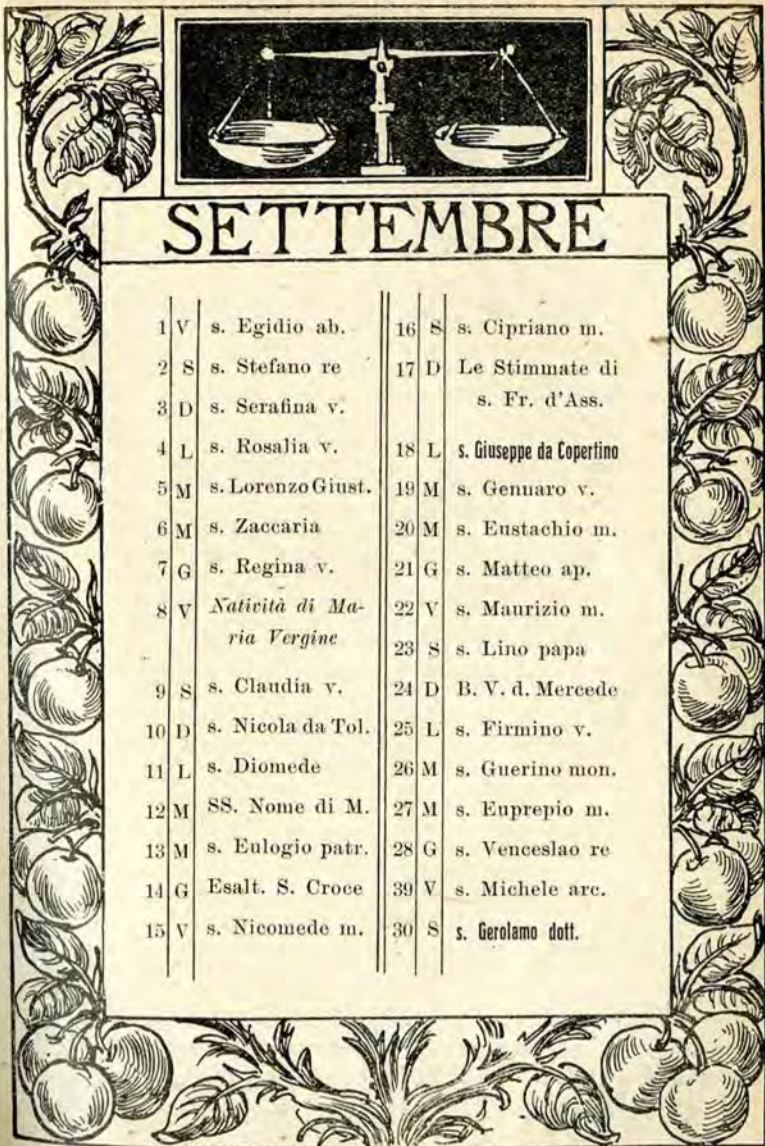 SETTEMBRE
1 V s. Egidio ab.
2 S s. Stefano re
3 D s. Serafina v.
4 L s. Rosalia v.
5 M s. Lorenzo Giust.
6 M s. Zaccaria
7 G s. Regina v.
8 V Natività di Ma-
ria Vergine
9 S s. Claudia v.
10 D s. Nicola da Tol.
11 L s. Diomede
12 M SS. Nome di M.
13 M s. Eulogio patr.
14 G Esalt. S. Croce
15 V s. Nicomede m.
16 S s. Cipriano m.
17 D Le Stimmate di
s. Fr. d'Ass.
18 L s. Giuseppe da Copertino
19 M s. Gennaro v.
20 M s. Eustachio m.
21 G s. Matteo ap.
22 V s. Maurizio m.
23 S s. Lino papa
24 D B. V. d. Mercede
25 L s. Firmino v.
26 M s. Guerino mon.
27 M s. Euprepio m.
28 G s. Venceslao re
39 V s. Michele arc.
30 S s. Gerolamo dott.